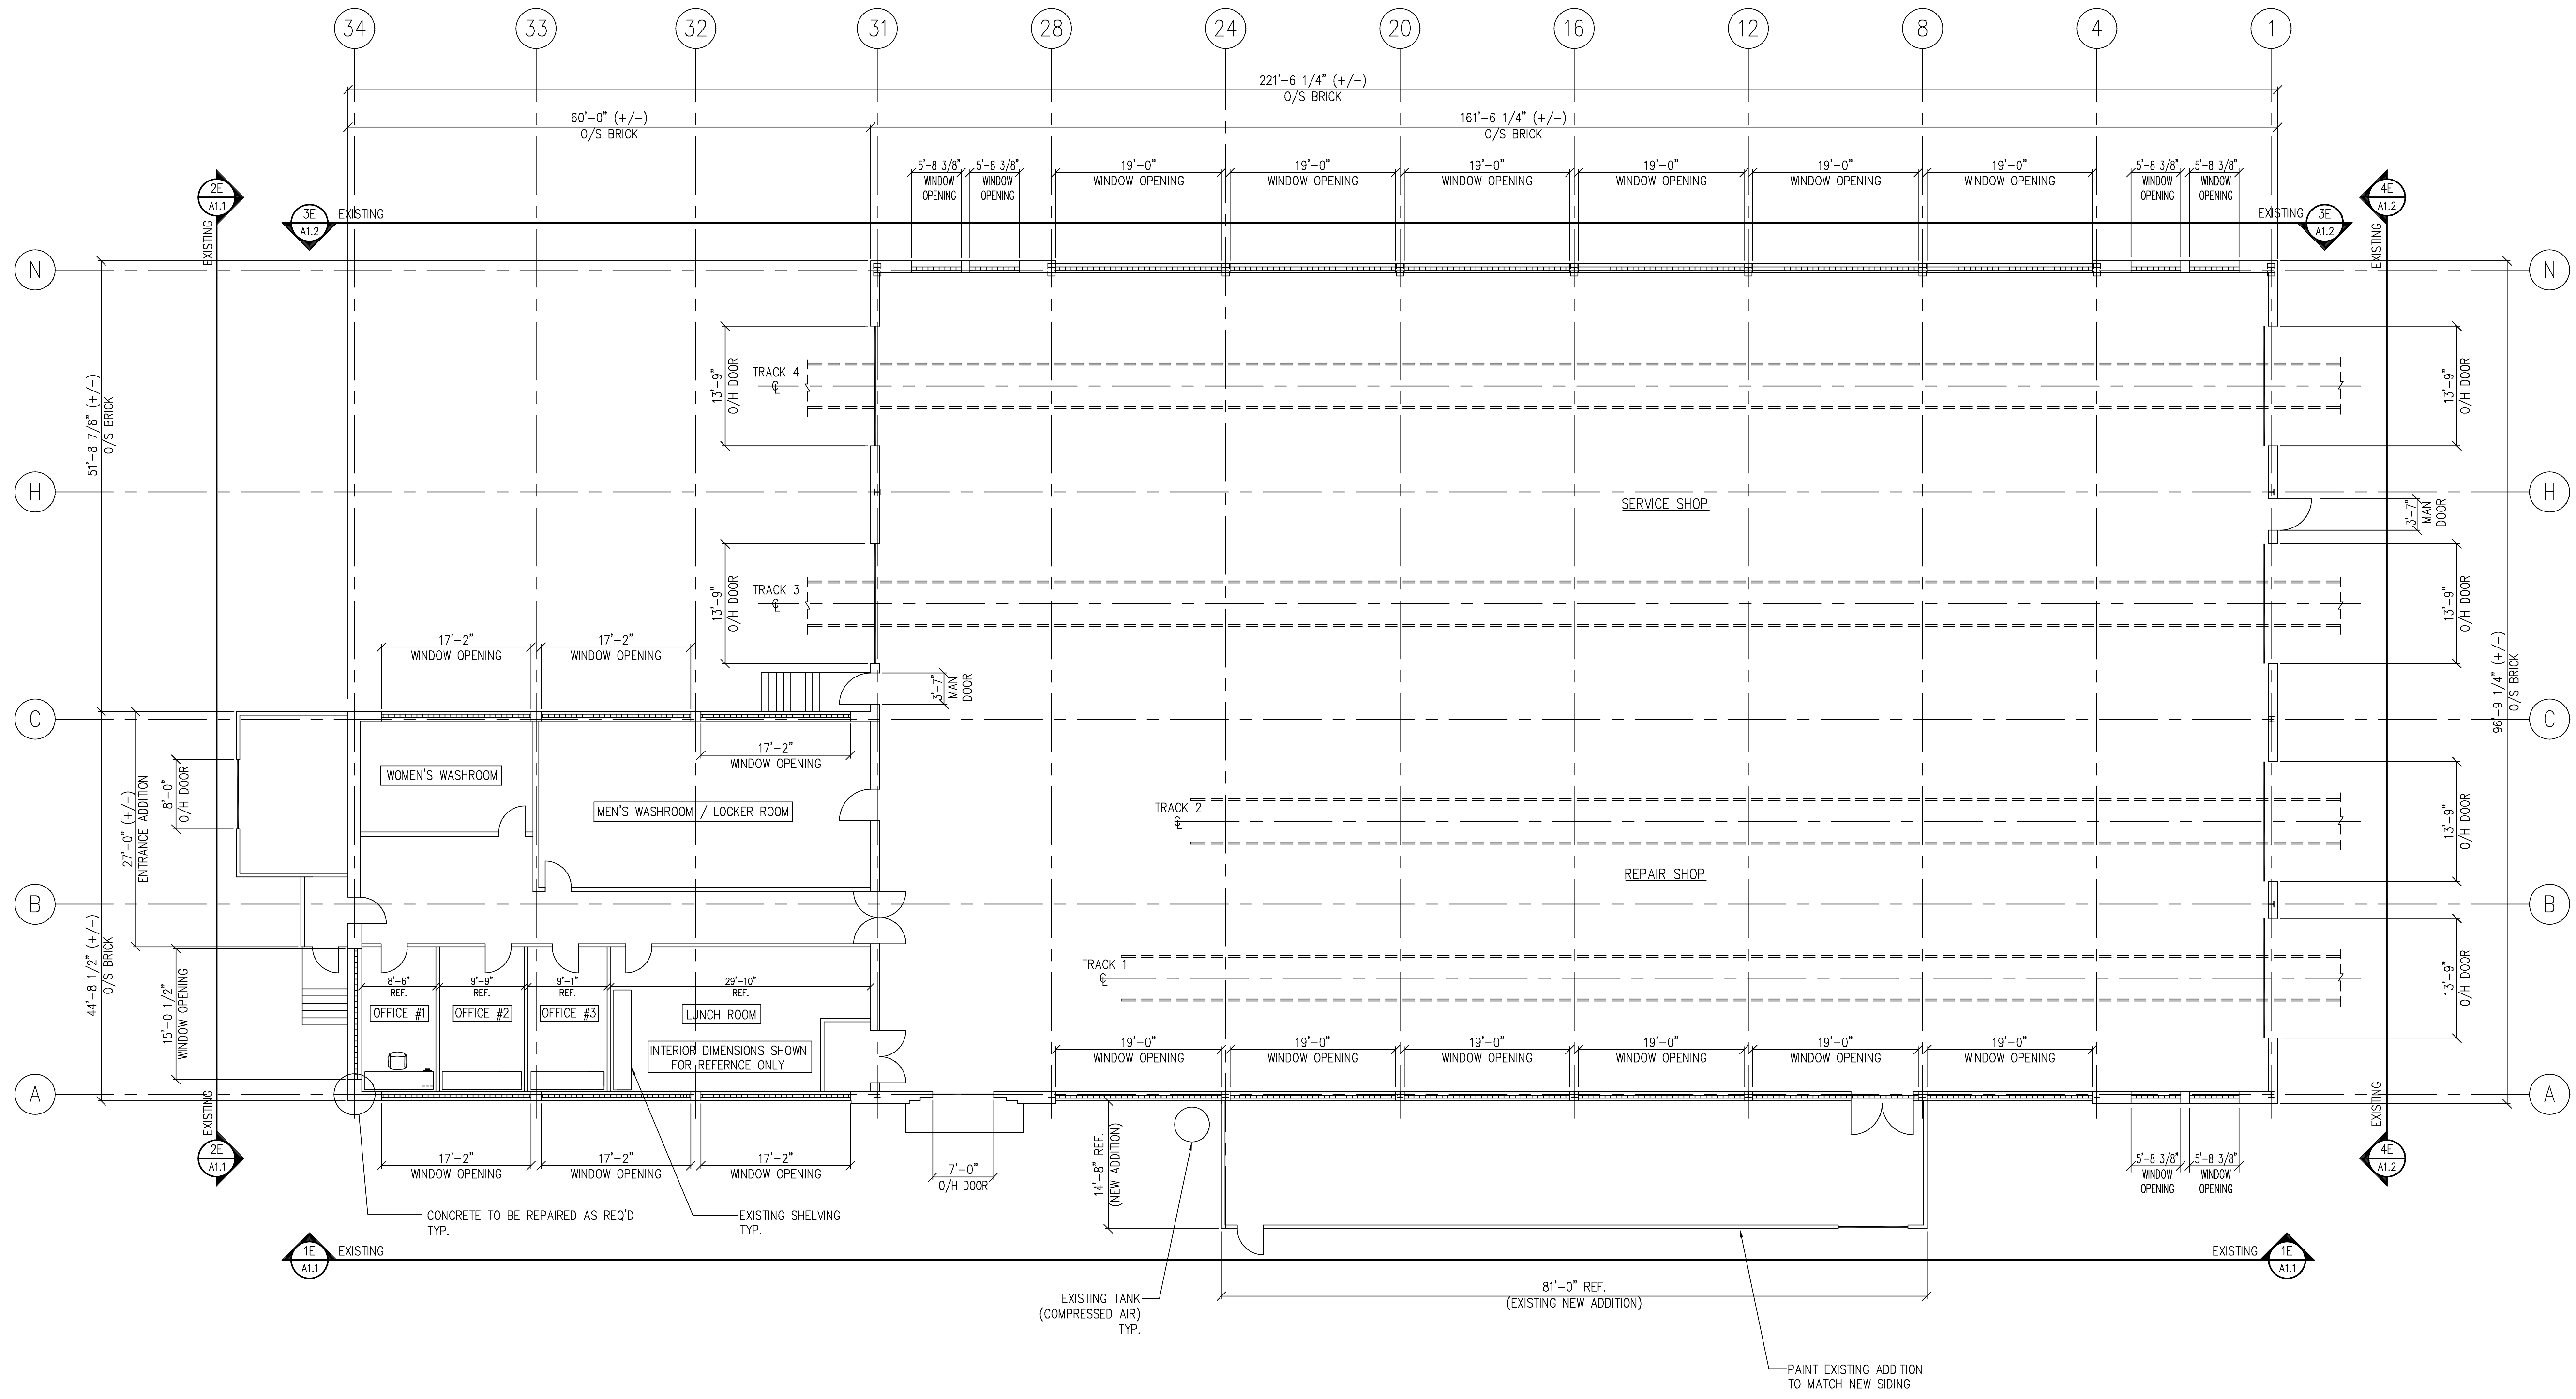 34 33 32 31 28 24 20 16 12 8 4 1
221'-6 1/4" (+/-)
O/S BRICK
60'-0" (+/-)
O/S BRICK
161'-6 1/4" (+/-)
O/S BRICK
5'-8 3/8"
WINDOW
OPENING
5'-8 3/8"
WINDOW
OPENING
19'-0"
WINDOW OPENING
19'-0"
WINDOW OPENING
19'-0"
WINDOW OPENING
19'-0"
WINDOW OPENING
19'-0"
WINDOW OPENING
19'-0"
WINDOW OPENING
5'-8 3/8"
WINDOW
OPENING
5'-8 3/8"
WINDOW
OPENING
2E
A1.1
EXISTING
3E
A1.2
EXISTING
EXISTING
3E
A1.2
4E
A1.2
EXISTING
N
N
51'-8 7/8" (+/-)
O/S BRICK
13'-9"
O/H DOOR
TRACK 4
℄
13'-9"
O/H DOOR
H
H
SERVICE SHOP
3'-7"
MAN
DOOR
13'-9"
O/H DOOR
TRACK 3
℄
13'-9"
O/H DOOR
17'-2"
WINDOW OPENING
17'-2"
WINDOW OPENING
3'-7"
MAN
DOOR
96'-9 1/4" (+/-)
O/S BRICK
C
C
17'-2"
WINDOW OPENING
WOMEN'S WASHROOM
MEN'S WASHROOM / LOCKER ROOM
8'-0"
O/H DOOR
27'-0" (+/-)
ENTRANCE ADDITION
TRACK 2
℄
13'-9"
O/H DOOR
REPAIR SHOP
B
B
44'-8 1/2" (+/-)
O/S BRICK
15'-0 1/2"
WINDOW OPENING
TRACK 1
℄
13'-9"
O/H DOOR
8'-6"
REF.
9'-9"
REF.
9'-1"
REF.
29'-10"
REF.
OFFICE #1
OFFICE #2
OFFICE #3
LUNCH ROOM
INTERIOR DIMENSIONS SHOWN
FOR REFERNCE ONLY
19'-0"
WINDOW OPENING
19'-0"
WINDOW OPENING
19'-0"
WINDOW OPENING
19'-0"
WINDOW OPENING
19'-0"
WINDOW OPENING
19'-0"
WINDOW OPENING
A
A
EXISTING
2E
A1.1
17'-2"
WINDOW OPENING
17'-2"
WINDOW OPENING
17'-2"
WINDOW OPENING
7'-0"
O/H DOOR
14'-8" REF.
(NEW ADDITION)
5'-8 3/8"
WINDOW
OPENING
5'-8 3/8"
WINDOW
OPENING
EXISTING
4E
A1.2
CONCRETE TO BE REPAIRED AS REQ'D
TYP.
EXISTING SHELVING
TYP.
1E
A1.1
EXISTING
EXISTING
1E
A1.1
81'-0" REF.
(EXISTING NEW ADDITION)
EXISTING TANK
(COMPRESSED AIR)
TYP.
PAINT EXISTING ADDITION
TO MATCH NEW SIDING